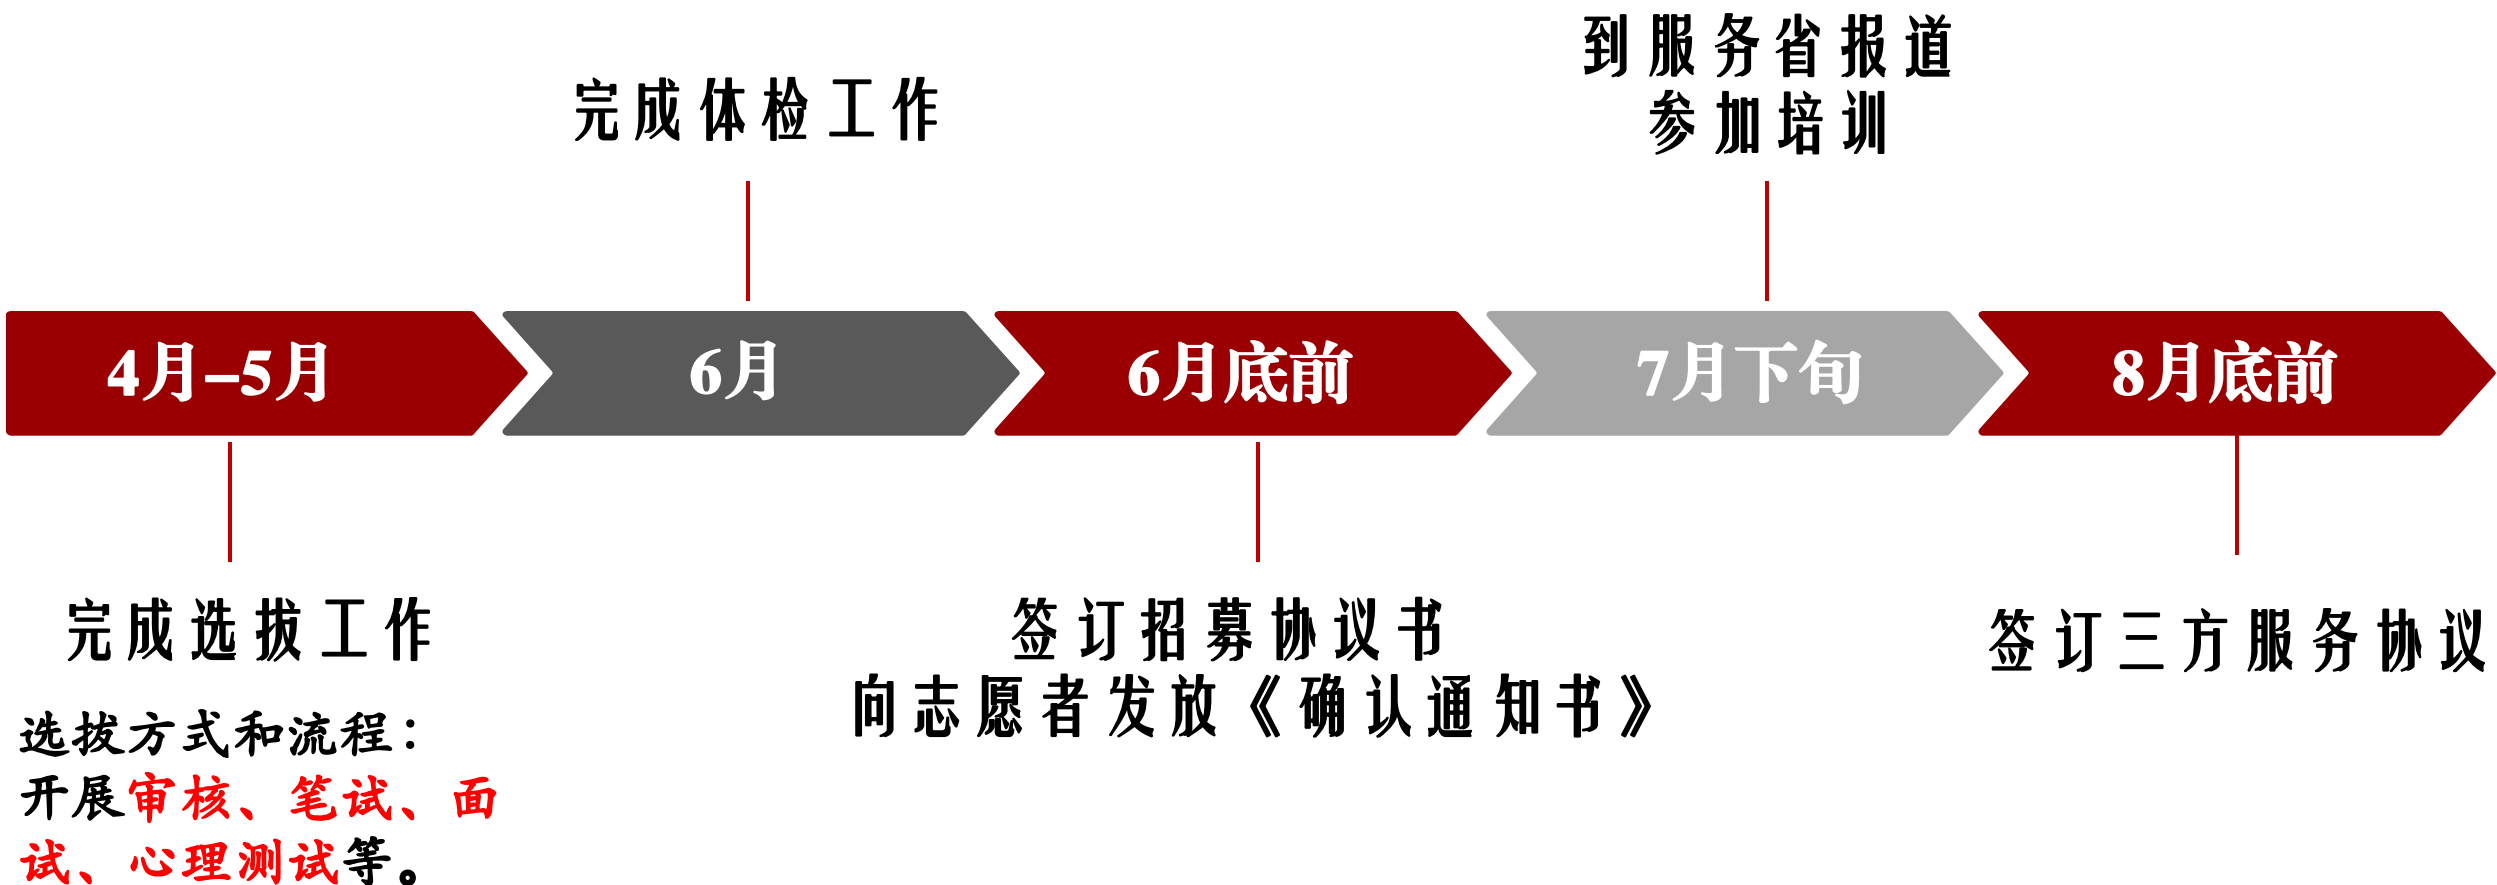 到服务省报道
参加培训
完成体检工作
4月-5月
6月
6月底前
7月下旬
8月底前
完成选拔工作
选拔方式和流程：
开展审核、笔试、面
试、心理测试等。
签订招募协议书
向志愿者发放《确认通知书》
签订三方服务协议